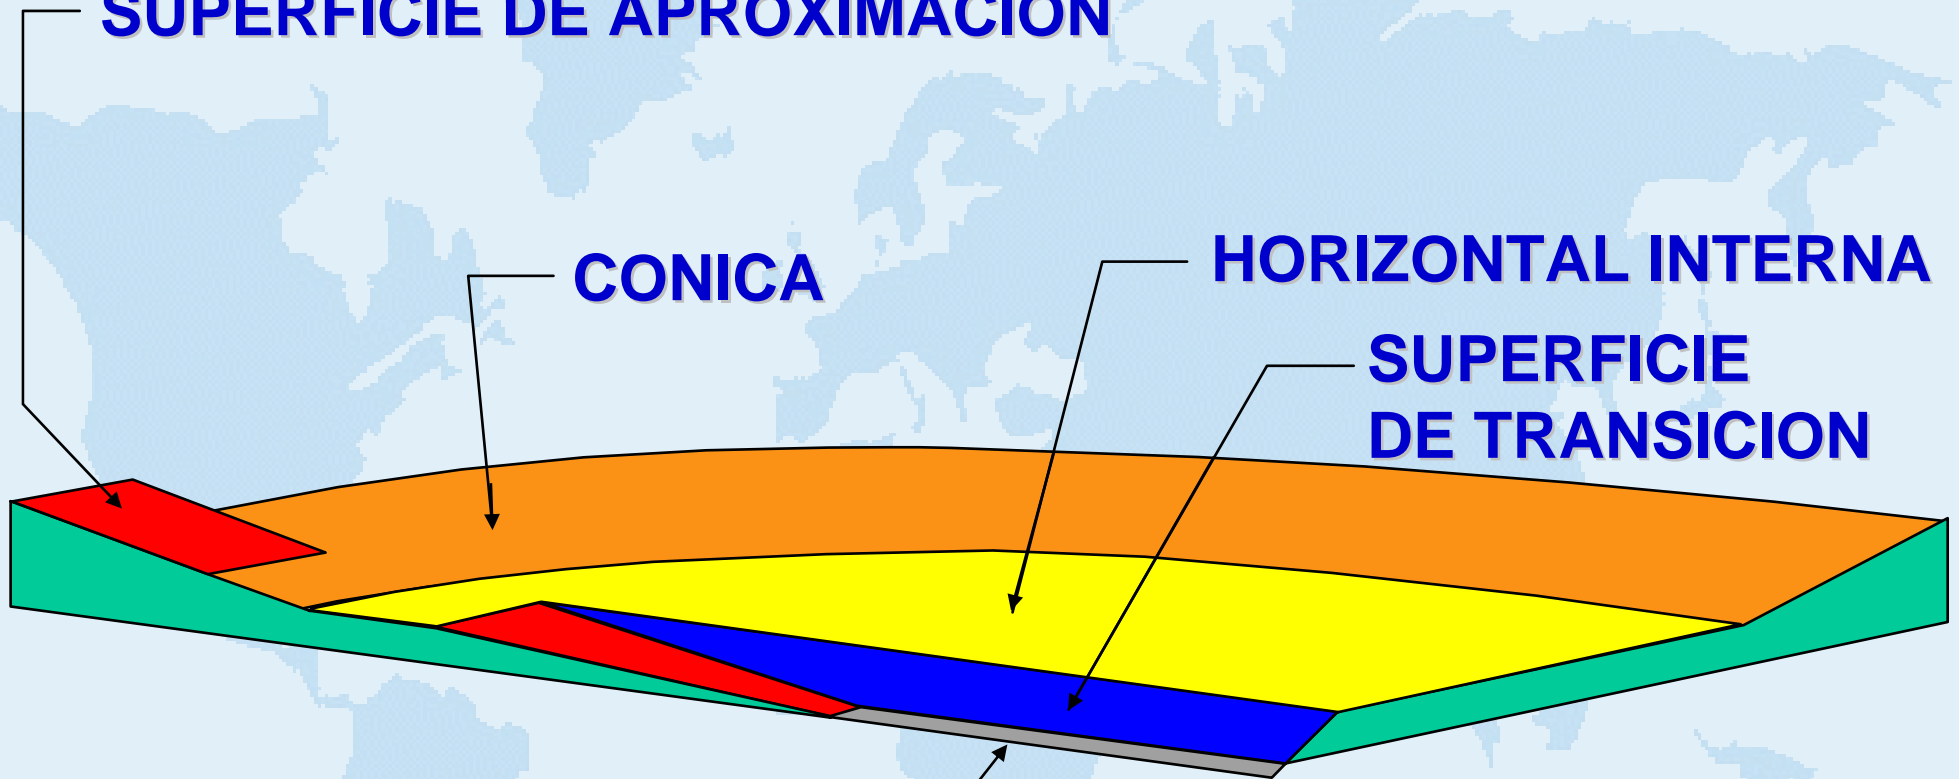 SUPERFICIE DE APROXIMACION
CONICA
HORIZONTAL INTERNA
SUPERFICIE
DE TRANSICION